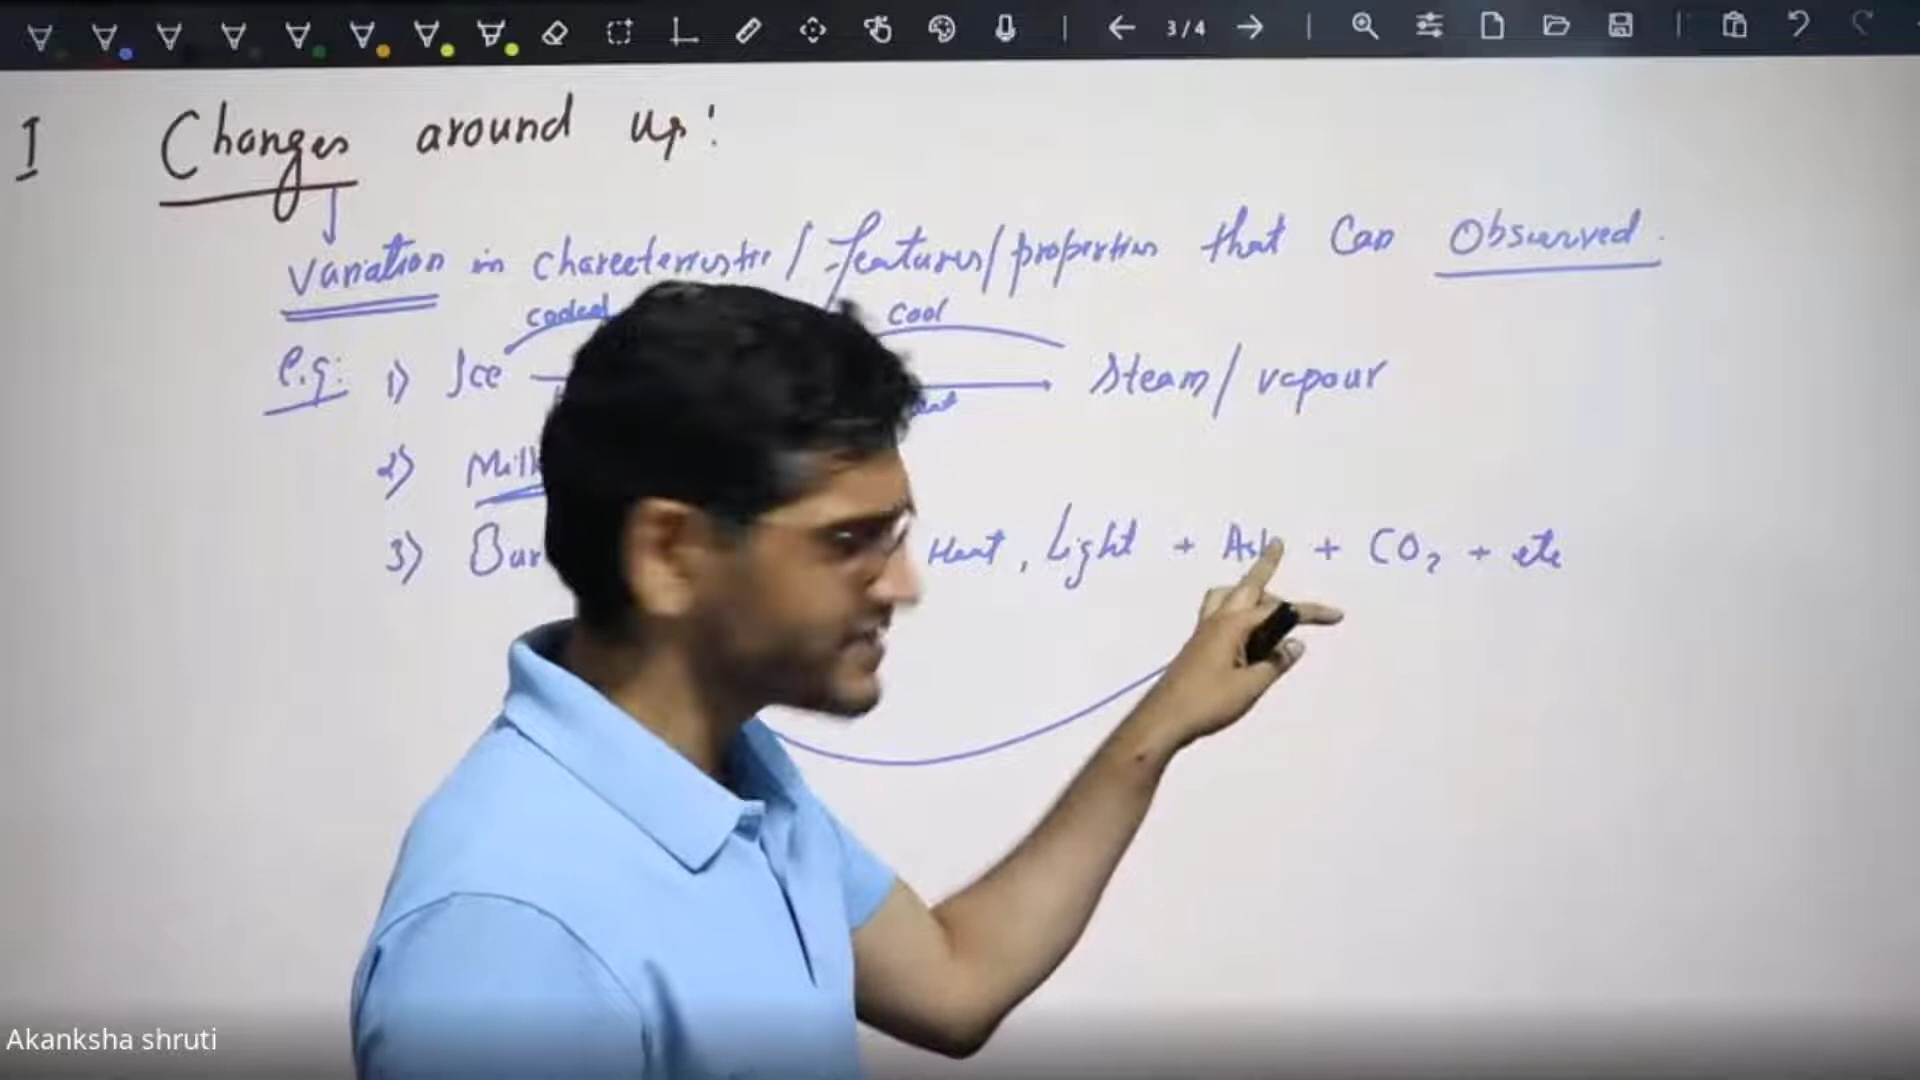 3/4
I Changes around us:
Variation in charecterristic/features/properties that can Observed.
cooled cool
e.g: 1) Ice Steam/vapour
2) Milk
3) Bur Heat, Light + Ash + CO₂ + etc
Akanksha shruti